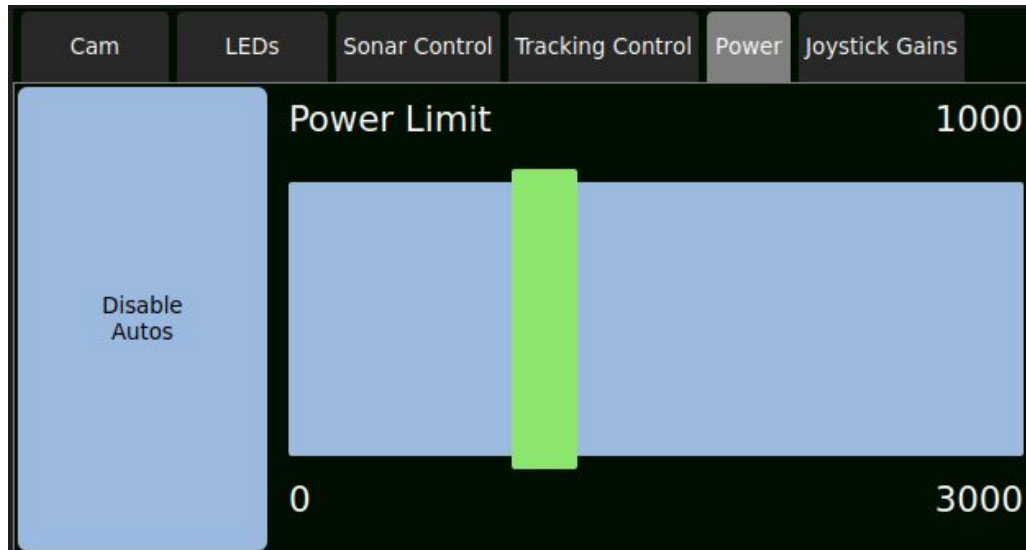 Cam LEDs Sonar Control Tracking Control Power Joystick Gains
Power Limit 1000
Disable
Autos
0 3000